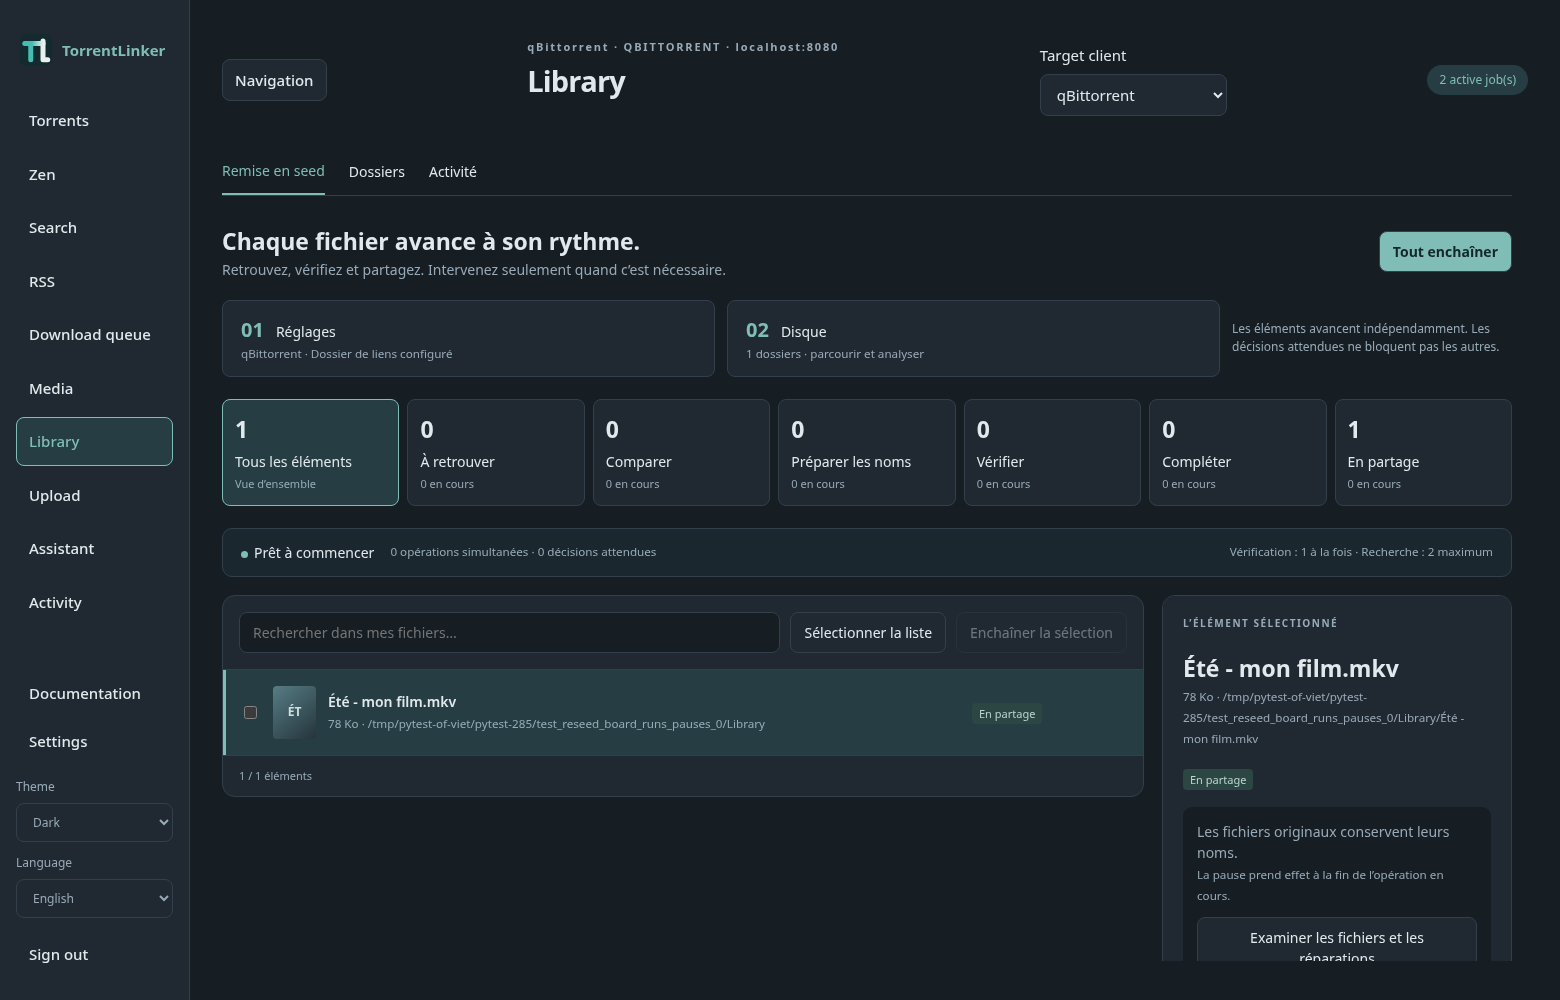 TorrentLinker
Torrents
Zen
Search
RSS
Download queue
Media
Library
Upload
Assistant
Activity
Documentation
Settings
Theme
Dark
Language
English
Sign out
Navigation
qBittorrent · QBITTORRENT · localhost:8080
Library
Target client
qBittorrent
2 active job(s)
Remise en seed
Dossiers
Activité
Chaque fichier avance à son rythme.
Retrouvez, vérifiez et partagez. Intervenez seulement quand c’est nécessaire.
Tout enchaîner
01 Réglages
qBittorrent · Dossier de liens configuré
02 Disque
1 dossiers · parcourir et analyser
Les éléments avancent indépendamment. Les
décisions attendues ne bloquent pas les autres.
1
Tous les éléments
Vue d’ensemble
0
À retrouver
0 en cours
0
Comparer
0 en cours
0
Préparer les noms
0 en cours
0
Vérifier
0 en cours
0
Compléter
0 en cours
1
En partage
0 en cours
Prêt à commencer
0 opérations simultanées · 0 décisions attendues
Vérification : 1 à la fois · Recherche : 2 maximum
Rechercher dans mes fichiers…
Sélectionner la liste
Enchaîner la sélection
ÉT
Été - mon film.mkv
78 Ko · /tmp/pytest-of-viet/pytest-285/test_reseed_board_runs_pauses_0/Library
En partage
1 / 1 éléments
L’ÉLÉMENT SÉLECTIONNÉ
Été - mon film.mkv
78 Ko · /tmp/pytest-of-viet/pytest-
285/test_reseed_board_runs_pauses_0/Library/Été -
mon film.mkv
En partage
Les fichiers originaux conservent leurs
noms.
La pause prend effet à la fin de l’opération en
cours.
Examiner les fichiers et les
réparations